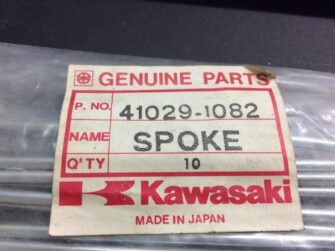 GENUINE PARTS
P. NO. 41029-1082
NAME SPOKE
Q'TY 10
Kawasaki
MADE IN JAPAN